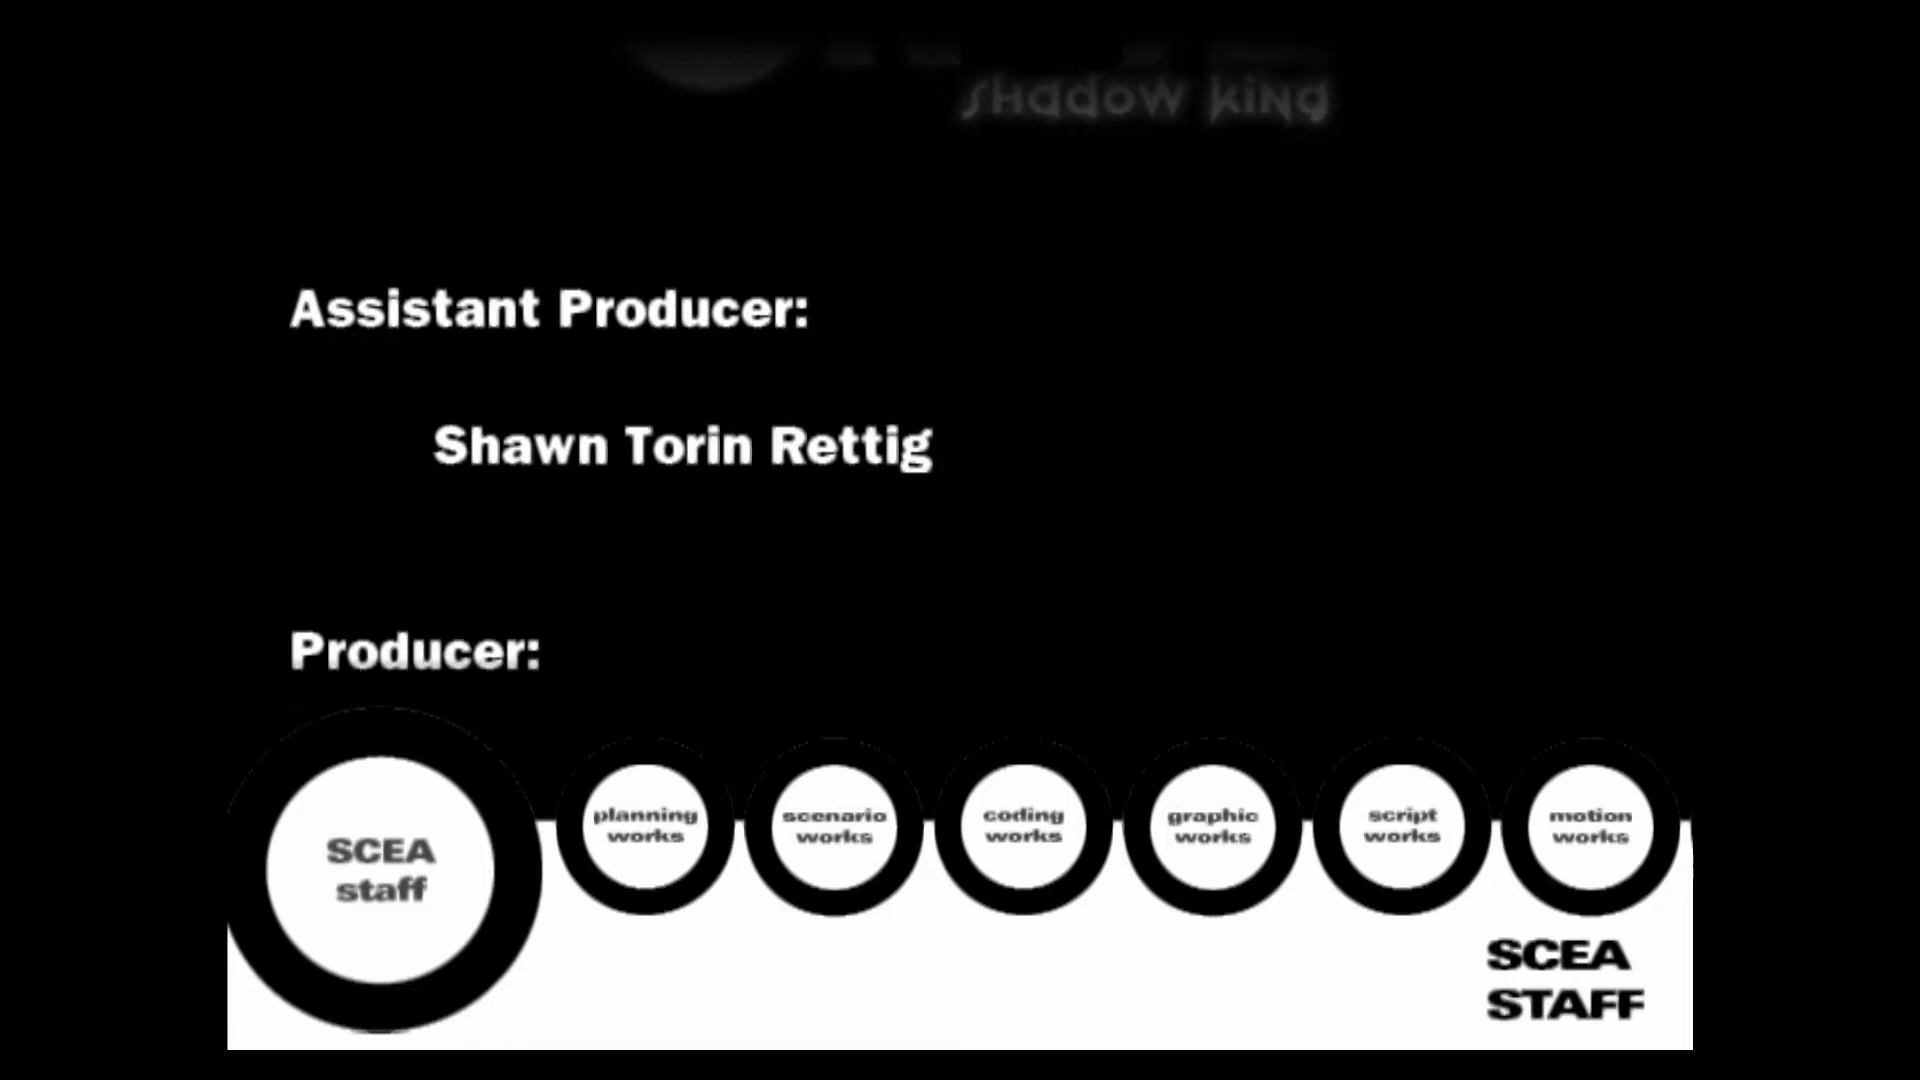 shadow king
Assistant Producer:
Shawn Torin Rettig
Producer:
SCEA
staff
planning
works
scenario
works
coding
works
graphic
works
script
works
motion
works
SCEA
STAFF